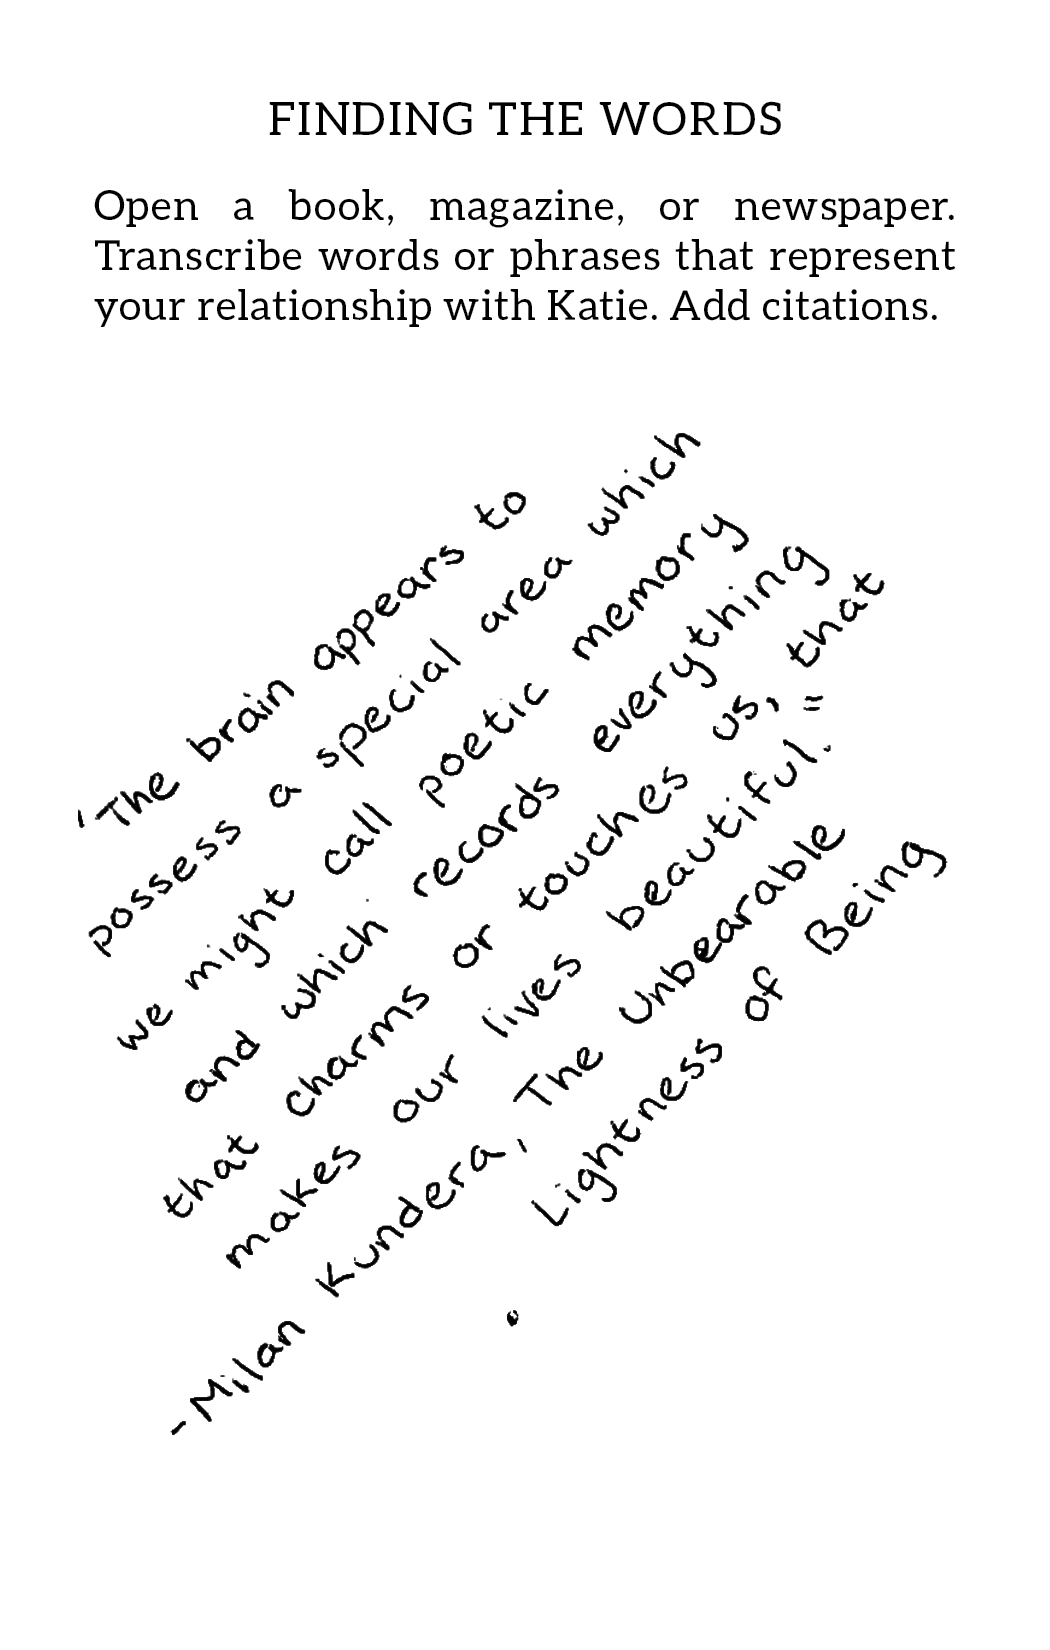 FINDING THE WORDS
Open a book, magazine, or newspaper.
Transcribe words or phrases that represent
your relationship with Katie. Add citations.
'The brain appears to
possess a special area which
we might call poetic memory
and which records everything
that charms or touches us, that
makes our lives beautiful."
-Milan Kundera, The Unbearable
Lightness of Being